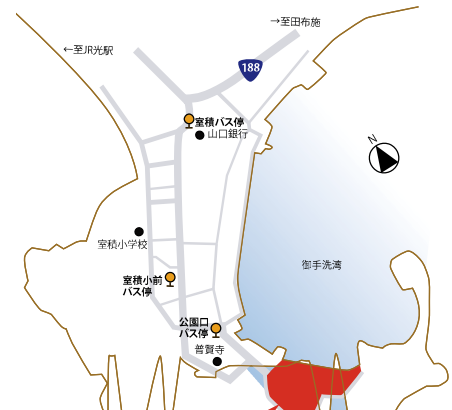 →至田布施
←至JR光駅
188
室積バス停
山口銀行
N
室積小学校
御手洗湾
室積小前
バス停
公園口
バス停
普賢寺